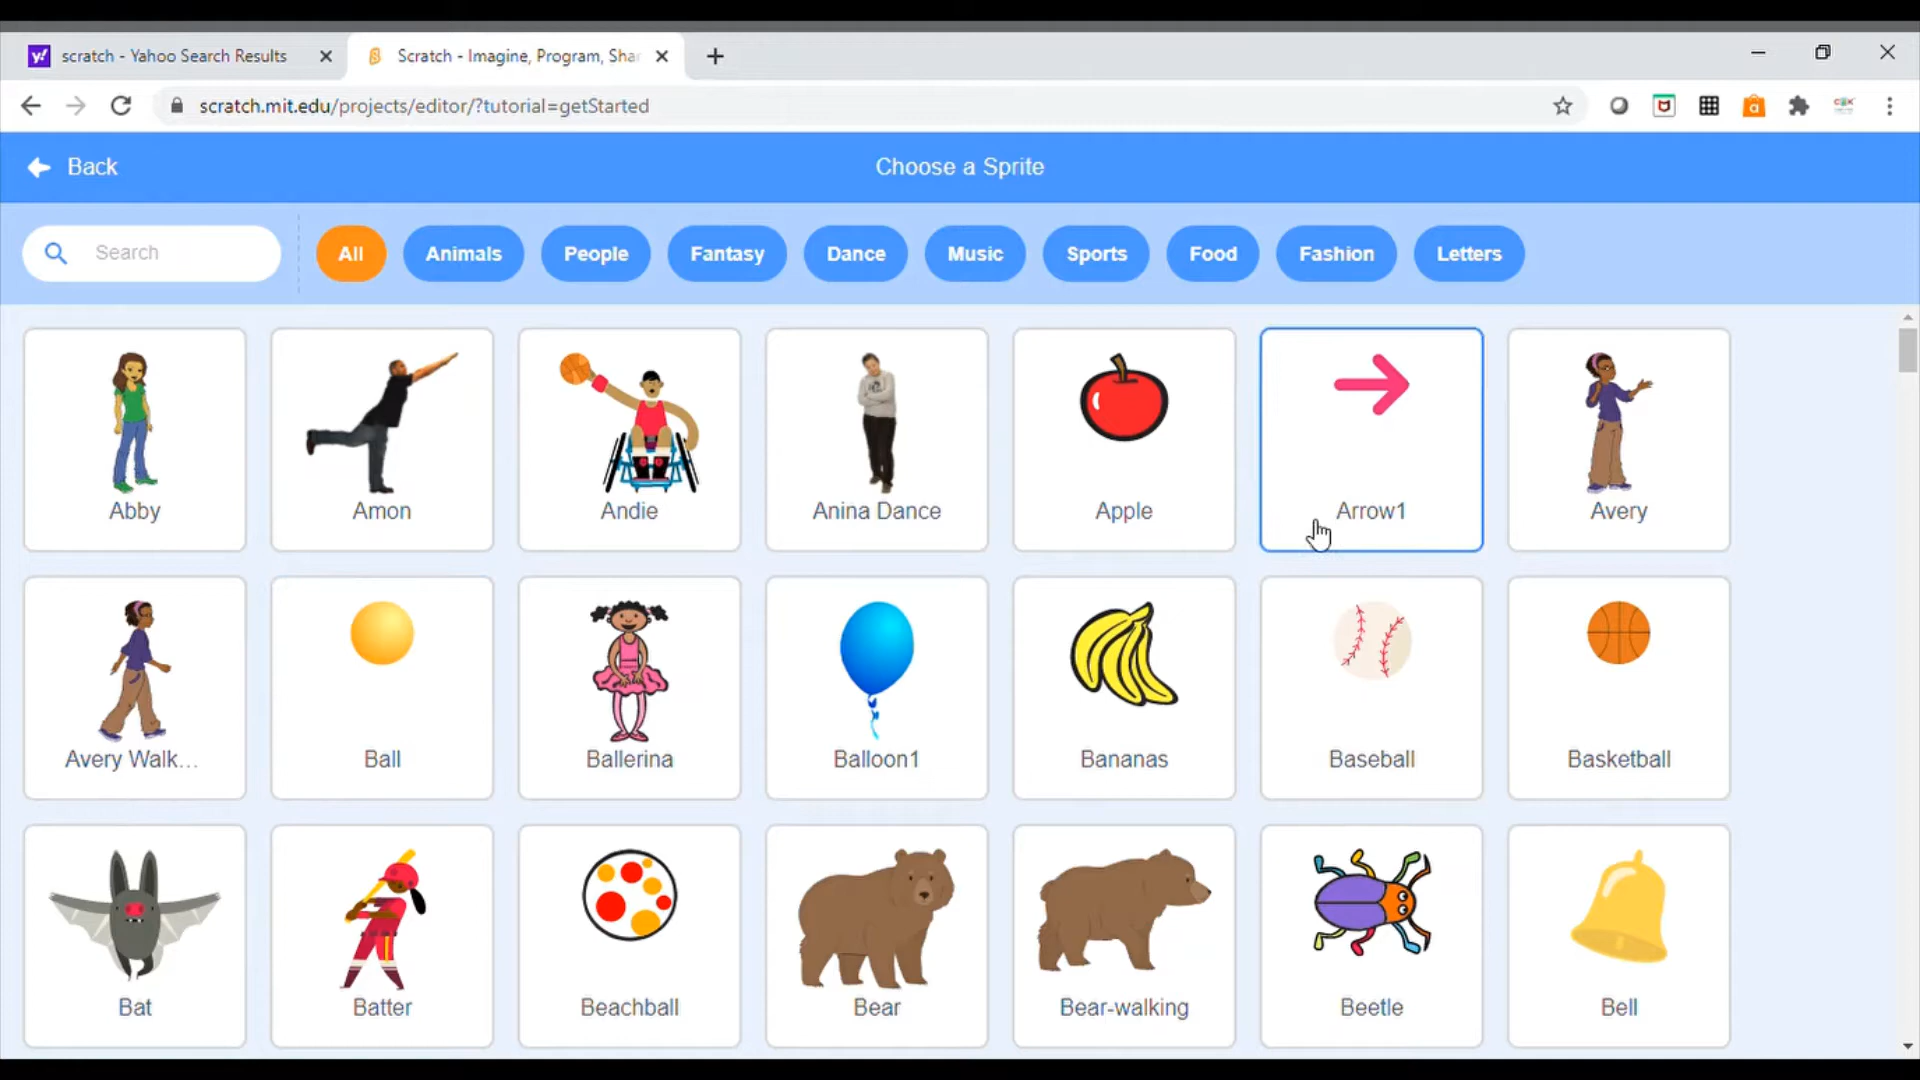 scratch - Yahoo Search Results
Scratch - Imagine, Program, Shar
scratch.mit.edu/projects/editor/?tutorial=getStarted
Back
Choose a Sprite
Search
All
Animals
People
Fantasy
Dance
Music
Sports
Food
Fashion
Letters
Abby
Amon
Andie
Anina Dance
Apple
Arrow1
Avery
Avery Walk...
Ball
Ballerina
Balloon1
Bananas
Baseball
Basketball
Bat
Batter
Beachball
Bear
Bear-walking
Beetle
Bell